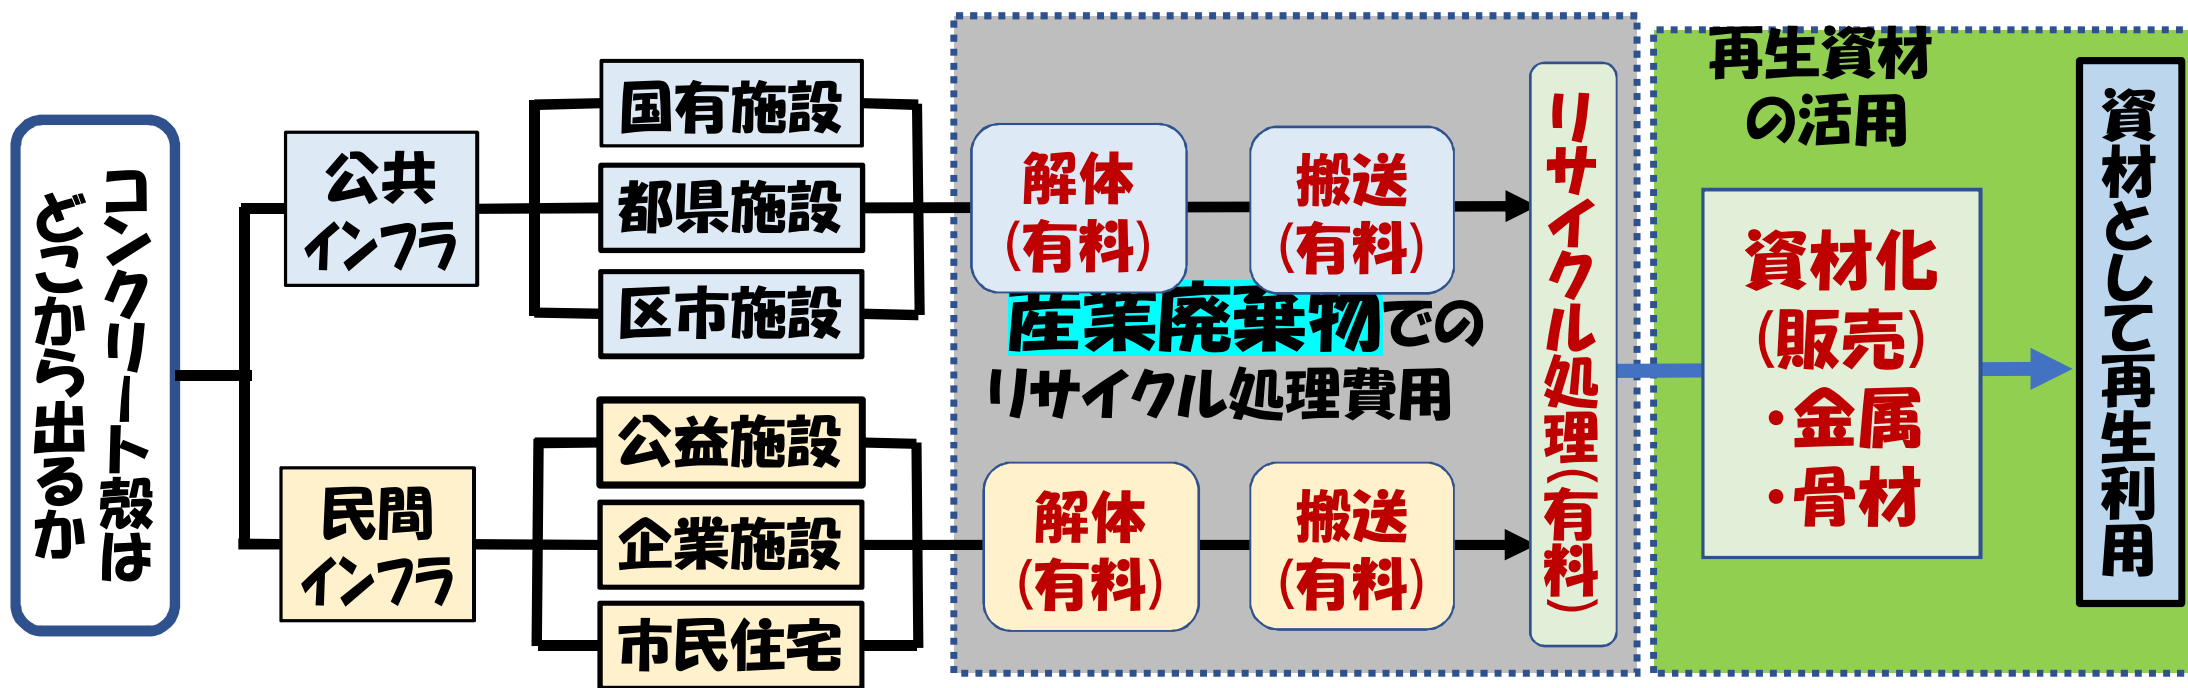 コンクリート殻は
どこから出るか
公共
インフラ
民間
インフラ
国有施設
都県施設
区市施設
公益施設
企業施設
市民住宅
解体
(有料)
搬送
(有料)
産業廃棄物での
リサイクル処理費用
解体
(有料)
搬送
(有料)
リサイクル処理(有料)
再生資材
の活用
資材化
(販売)
・金属
・骨材
資材として再生利用